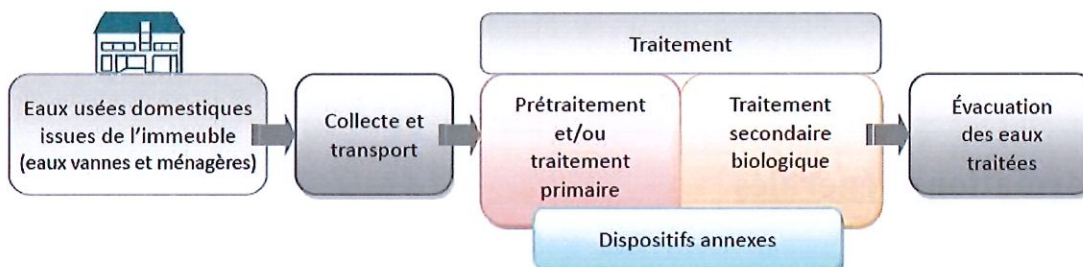 Eaux usées domestiques
issues de l'immeuble
(eaux vannes et ménagères)
Collecte et
transport
Traitement
Prétraitement
et/ou
traitement
primaire
Traitement
secondaire
biologique
Dispositifs annexes
Évacuation
des eaux
traitées